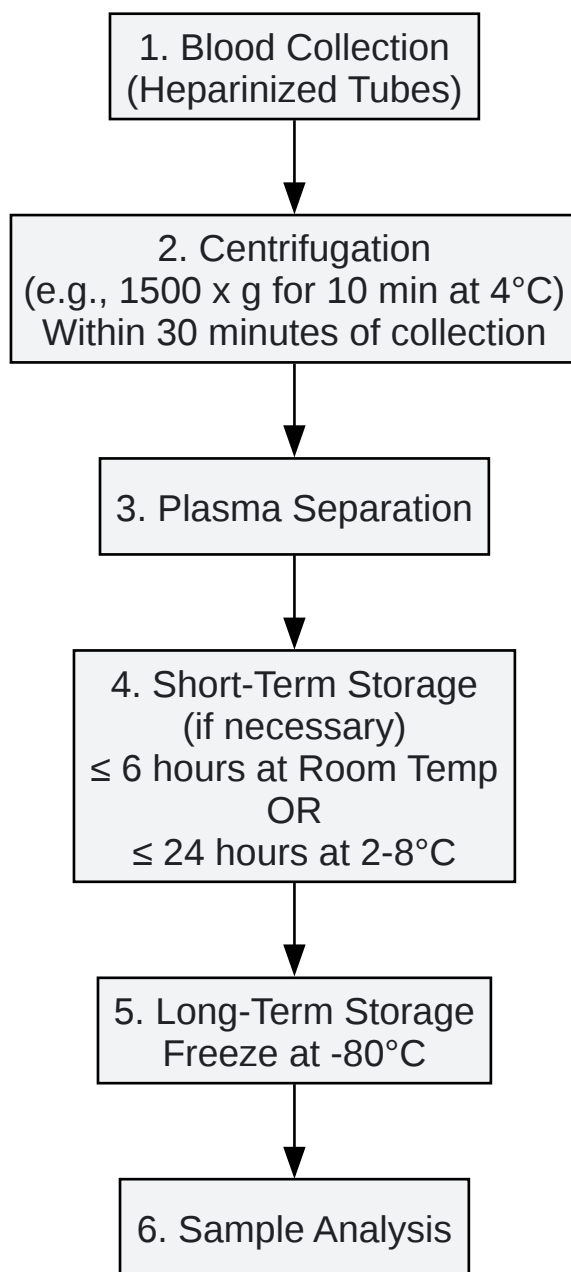 1. Blood Collection
(Heparinized Tubes)
2. Centrifugation
(e.g., 1500 x g for 10 min at 4°C)
Within 30 minutes of collection
3. Plasma Separation
4. Short-Term Storage
(if necessary)
≤ 6 hours at Room Temp
OR
≤ 24 hours at 2-8°C
5. Long-Term Storage
Freeze at -80°C
6. Sample Analysis